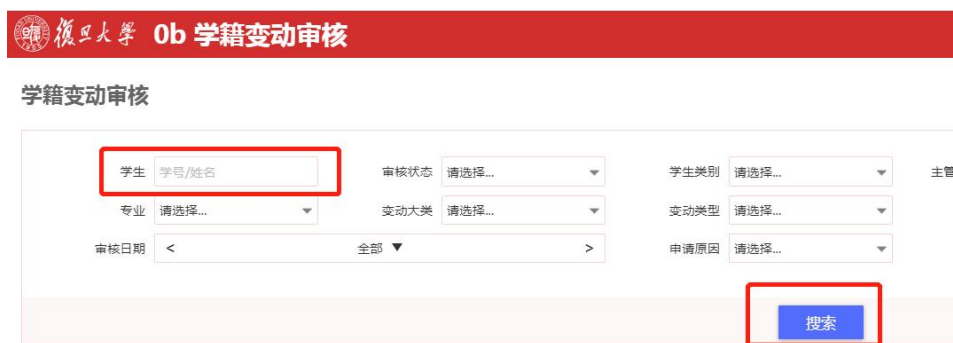 復旦大學 0b 学籍变动审核
学籍变动审核
学生 学号/姓名 审核状态 请选择... 学生类别 请选择... 主管
专业 请选择... 变动大类 请选择... 变动类型 请选择...
审核日期 < 全部 ▼ > 申请原因 请选择...
搜索